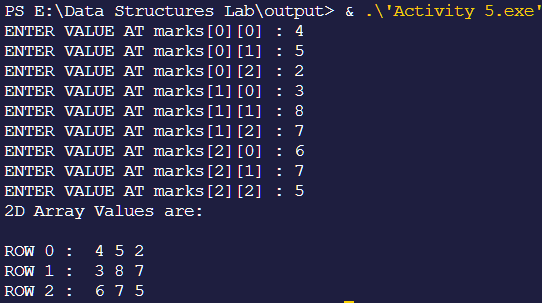 PS E:\Data Structures Lab\output> & .\'Activity 5.exe'
ENTER VALUE AT marks[0][0] : 4
ENTER VALUE AT marks[0][1] : 5
ENTER VALUE AT marks[0][2] : 2
ENTER VALUE AT marks[1][0] : 3
ENTER VALUE AT marks[1][1] : 8
ENTER VALUE AT marks[1][2] : 7
ENTER VALUE AT marks[2][0] : 6
ENTER VALUE AT marks[2][1] : 7
ENTER VALUE AT marks[2][2] : 5
2D Array Values are:
ROW 0 :  4 5 2
ROW 1 :  3 8 7
ROW 2 :  6 7 5